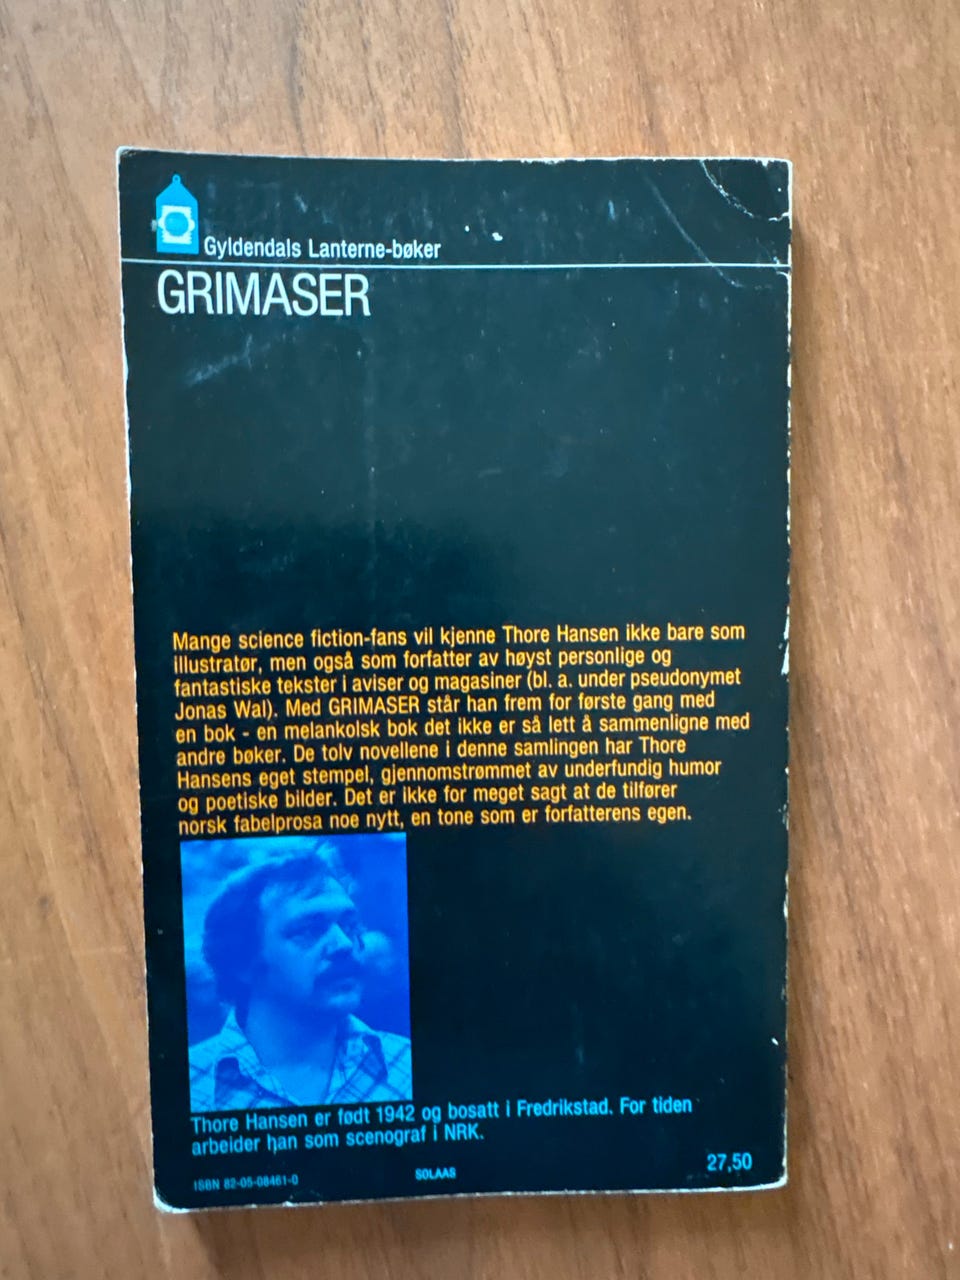 Gyldendals Lanterne-bøker
GRIMASER
Mange science fiction-fans vil kjenne Thore Hansen ikke bare som
illustratør, men også som forfatter av høyst personlige og
fantastiske tekster i aviser og magasiner (bl. a. under pseudonymet
Jonas Wal). Med GRIMASER står han frem for første gang med
en bok - en melankolsk bok det ikke er så lett å sammenligne med
andre bøker. De tolv novellene i denne samlingen har Thore
Hansens eget stempel, gjennomstrømmet av underfundig humor
og poetiske bilder. Det er ikke for meget sagt at de tilfører
norsk fabelprosa noe nytt, en tone som er forfatterens egen.
Thore Hansen er født 1942 og bosatt i Fredrikstad. For tiden
arbeider han som scenograf i NRK.
27,50
ISBN 82-05-08461-0
SOLAAS